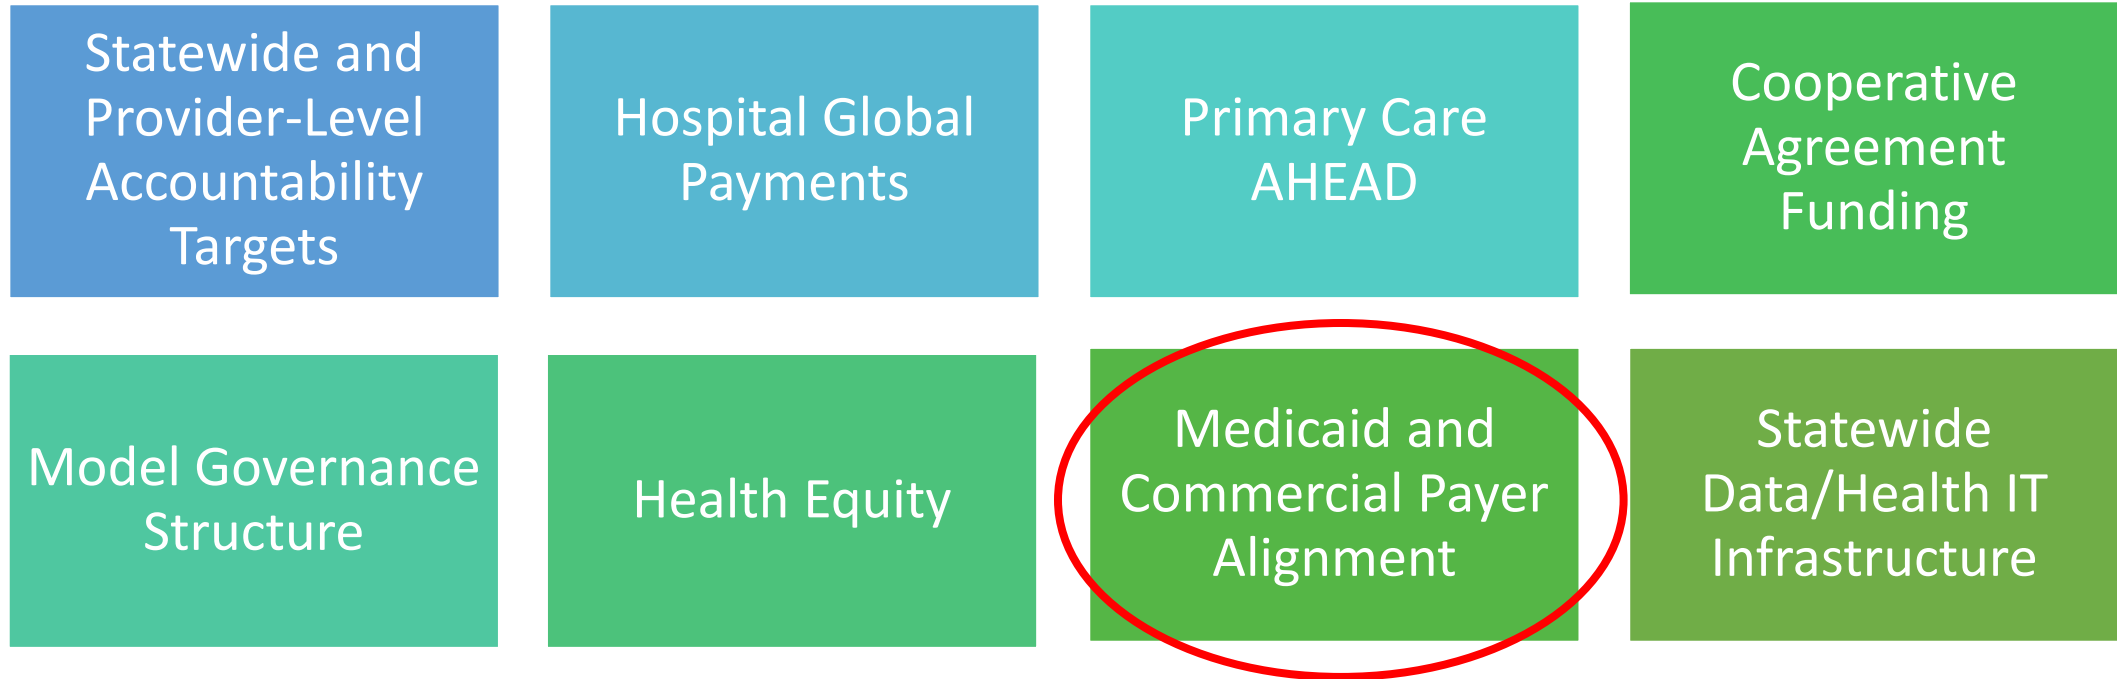 Statewide and
Provider-Level
Accountability
Targets
Hospital Global
Payments
Primary Care
AHEAD
Cooperative
Agreement
Funding
Model Governance
Structure
Health Equity
Medicaid and
Commercial Payer
Alignment
Statewide
Data/Health IT
Infrastructure